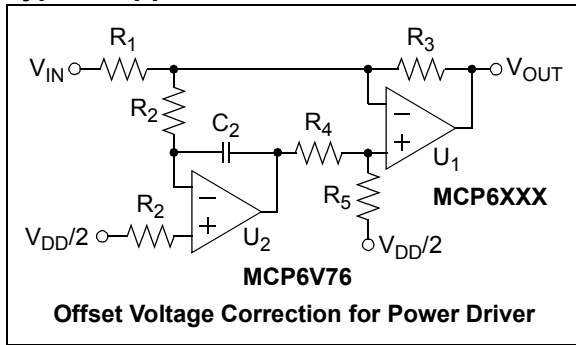 R1
R3
VIN
VOUT
R2
C2
R4
U1
R5
MCP6XXX
R2
VDD/2
U2
VDD/2
MCP6V76
Offset Voltage Correction for Power Driver